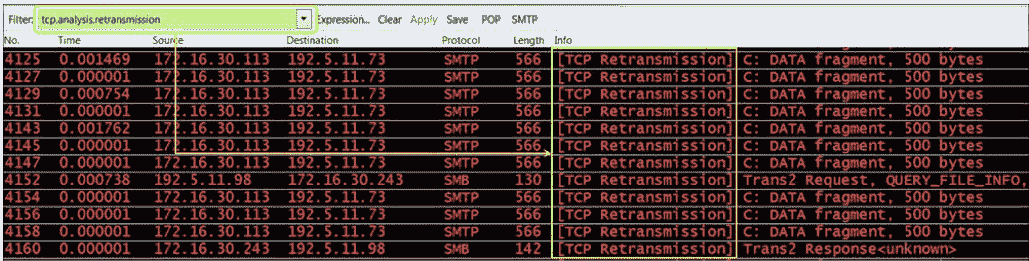 Filter: tcp.analysis.retransmission Expression... Clear Apply Save POP SMTP
No. Time Source Destination Protocol Length Info
4125 0.001469 172.16.30.113 192.5.11.73 SMTP 566 [TCP Retransmission] C: DATA fragment, 500 bytes
4127 0.000001 172.16.30.113 192.5.11.73 SMTP 566 [TCP Retransmission] C: DATA fragment, 500 bytes
4129 0.000754 172.16.30.113 192.5.11.73 SMTP 566 [TCP Retransmission] C: DATA fragment, 500 bytes
4131 0.000001 172.16.30.113 192.5.11.73 SMTP 566 [TCP Retransmission] C: DATA fragment, 500 bytes
4143 0.001762 172.16.30.113 192.5.11.73 SMTP 566 [TCP Retransmission] C: DATA fragment, 500 bytes
4145 0.000001 172.16.30.113 192.5.11.73 SMTP 566 [TCP Retransmission] C: DATA fragment, 500 bytes
4147 0.000001 172.16.30.113 192.5.11.73 SMTP 566 [TCP Retransmission] C: DATA fragment, 500 bytes
4152 0.000738 192.5.11.98 172.16.30.243 SMB 130 [TCP Retransmission] Trans2 Request, QUERY_FILE_INFO,
4154 0.000001 172.16.30.113 192.5.11.73 SMTP 566 [TCP Retransmission] C: DATA fragment, 500 bytes
4156 0.000001 172.16.30.113 192.5.11.73 SMTP 566 [TCP Retransmission] C: DATA fragment, 500 bytes
4158 0.000001 172.16.30.113 192.5.11.73 SMTP 566 [TCP Retransmission] C: DATA fragment, 500 bytes
4160 0.000001 172.16.30.243 192.5.11.98 SMB 142 [TCP Retransmission] Trans2 Response<unknown>